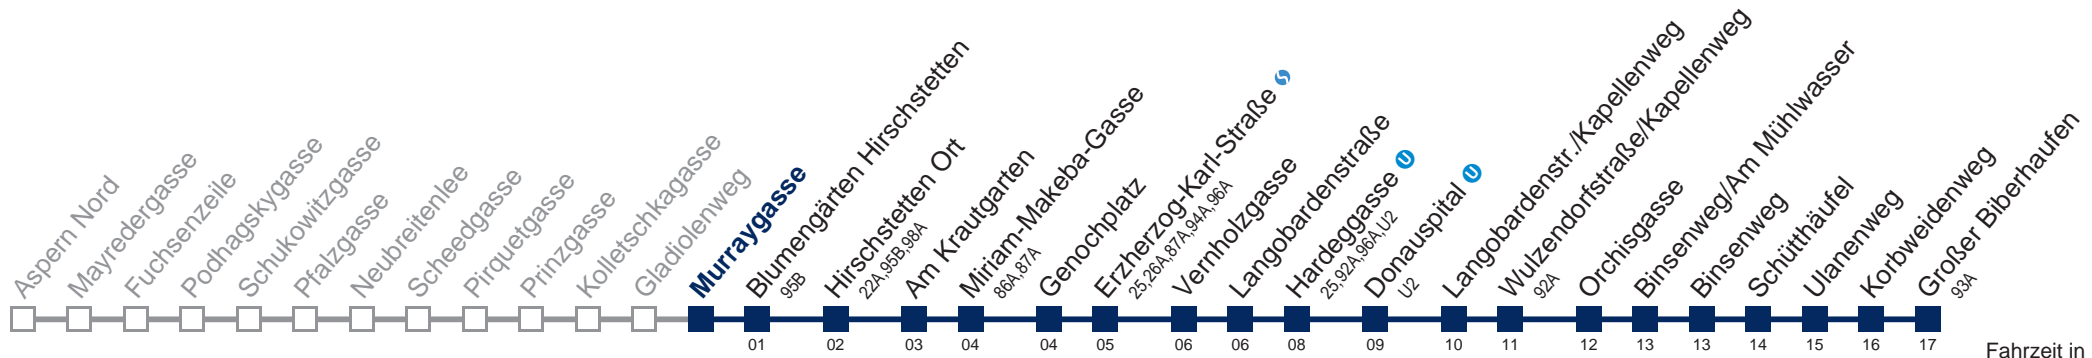 Aspern Nord
Mayredergasse
Fuchsenzeile
Podhagskygasse
Schukowitzgasse
Pfalzgasse
Neubreitenlee
Scheedgasse
Pirquetgasse
Prinzgasse
Kolletschkagasse
Gladiolenweg
Murraygasse
Blumengärten Hirschstetten
95B
01
Hirschstetten Ort
22A,95B,98A
02
Am Krautgarten
03
Miriam-Makeba-Gasse
86A,87A
04
Genochplatz
04
Erzherzog-Karl-Straße S
25,26A,87A,94A,96A
05
Vernholzgasse
06
Langobardenstraße
06
Hardeggasse U
25,92A,96A,U2
08
Donauspital U
U2
09
Langobardenstr./Kapellenweg
10
Wulzendorfstraße/Kapellenweg
92A
11
Orchisgasse
12
Binsenweg/Am Mühlwasser
13
Binsenweg
13
Schütthäufel
14
Ulanenweg
15
Korbweidenweg
16
Großer Biberhaufen
93A
17
Fahrzeit in